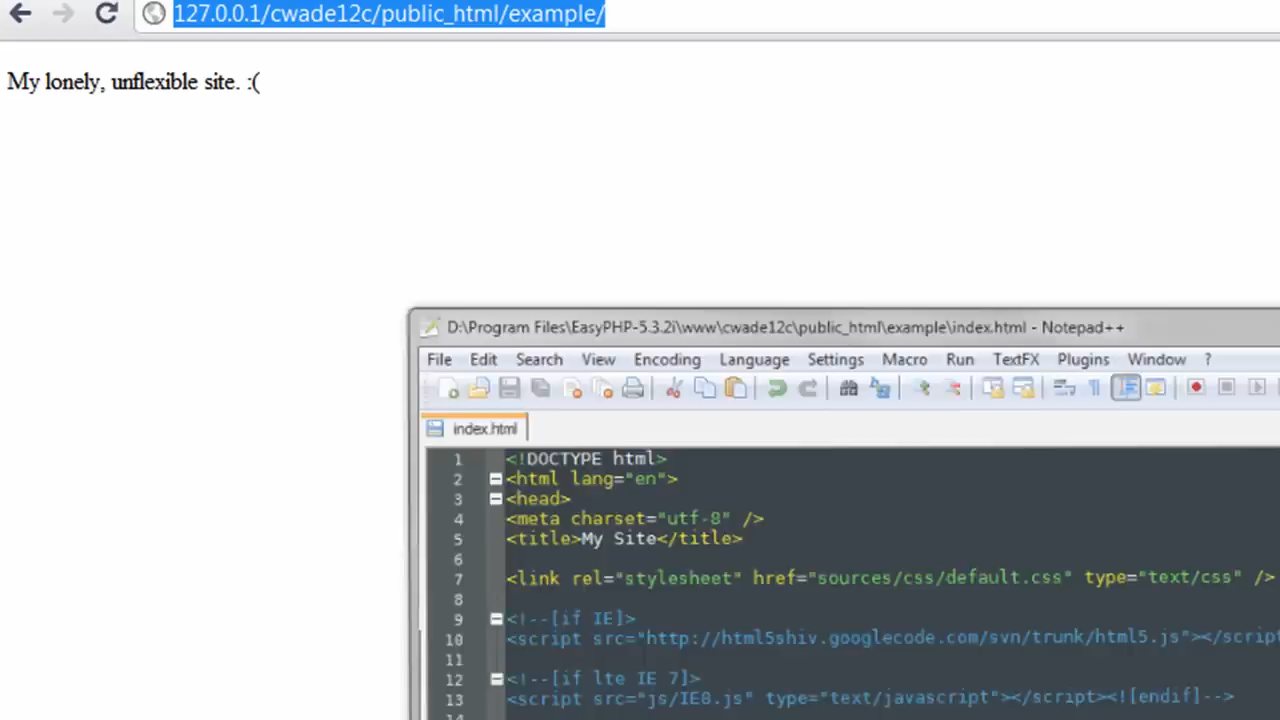 127.0.0.1/cwade12c/public_html/example/
My lonely, unflexible site. :(
D:\Program Files\EasyPHP-5.3.2i\www\cwade12c\public_html\example\index.html - Notepad++
File Edit Search View Encoding Language Settings Macro Run TextFX Plugins Window ?
index.html
1 <!DOCTYPE html>
2 <html lang="en">
3 <head>
4 <meta charset="utf-8" />
5 <title>My Site</title>
6
7 <link rel="stylesheet" href="sources/css/default.css" type="text/css" />
8
9 <!--[if IE]>
10 <script src="http://html5shiv.googlecode.com/svn/trunk/html5.js"></script
11
12 <!--[if lte IE 7]>
13 <script src="js/IE8.js" type="text/javascript"></script><![endif]-->
14